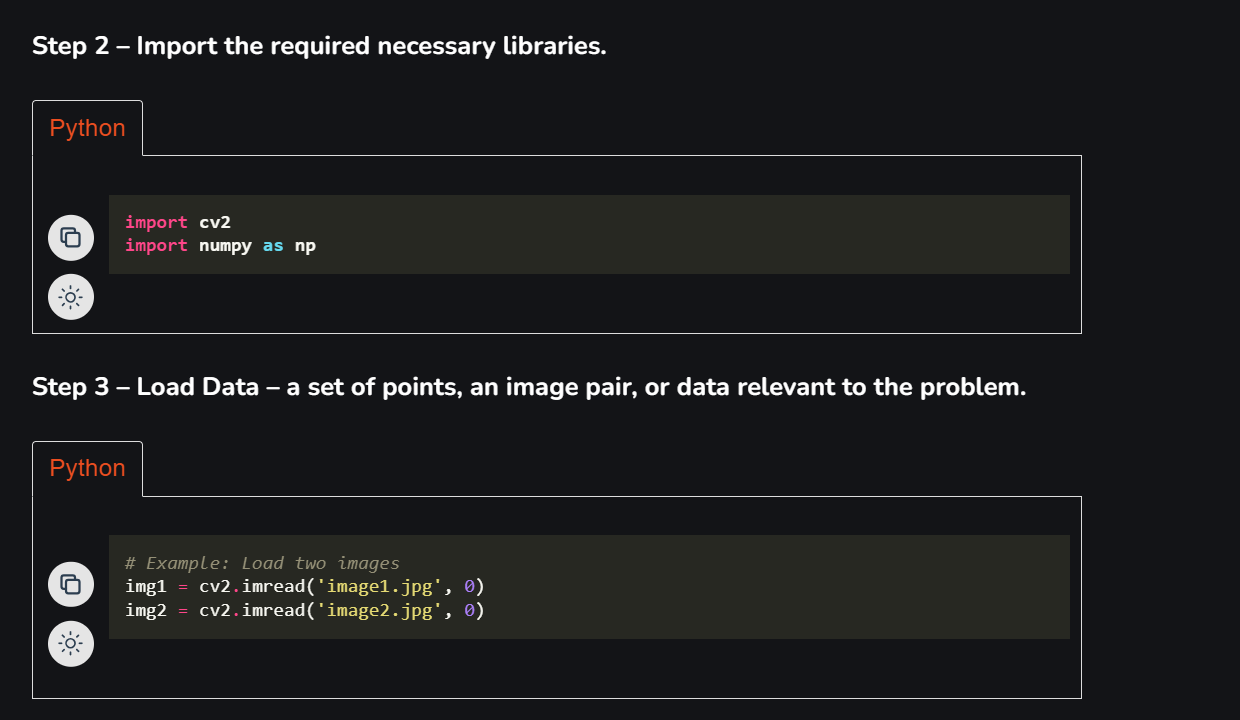 Step 2 – Import the required necessary libraries.
Python
import cv2
import numpy as np
Step 3 – Load Data – a set of points, an image pair, or data relevant to the problem.
Python
# Example: Load two images
img1 = cv2.imread('image1.jpg', 0)
img2 = cv2.imread('image2.jpg', 0)